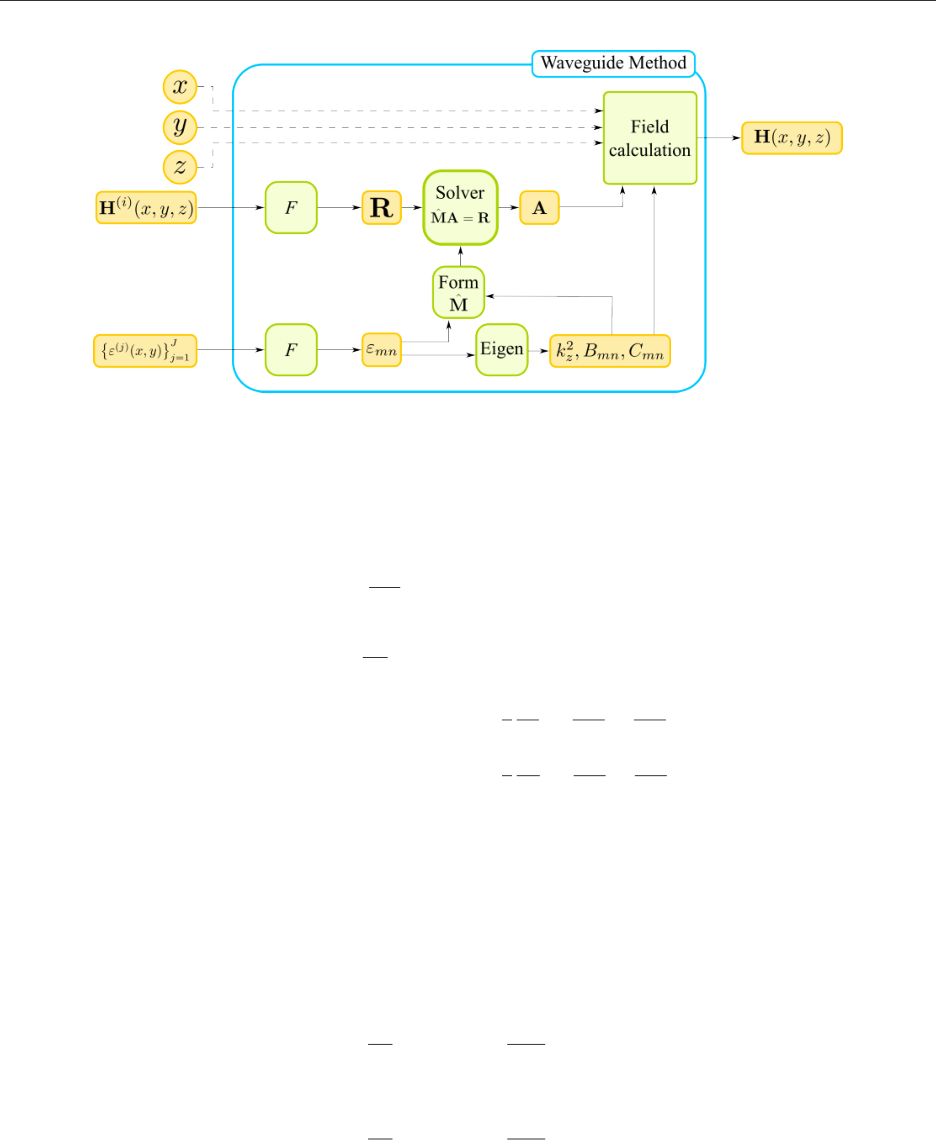 Waveguide Method
x
y
z
Field
calculation
H(x, y, z)
H^(i)(x, y, z)
F
R
Solver
M̂A = R
A
Form
M̂
{ε^(j)(x, y)}_{j=1}^J
F
ε_mn
Eigen
k_z^2, B_mn, C_mn